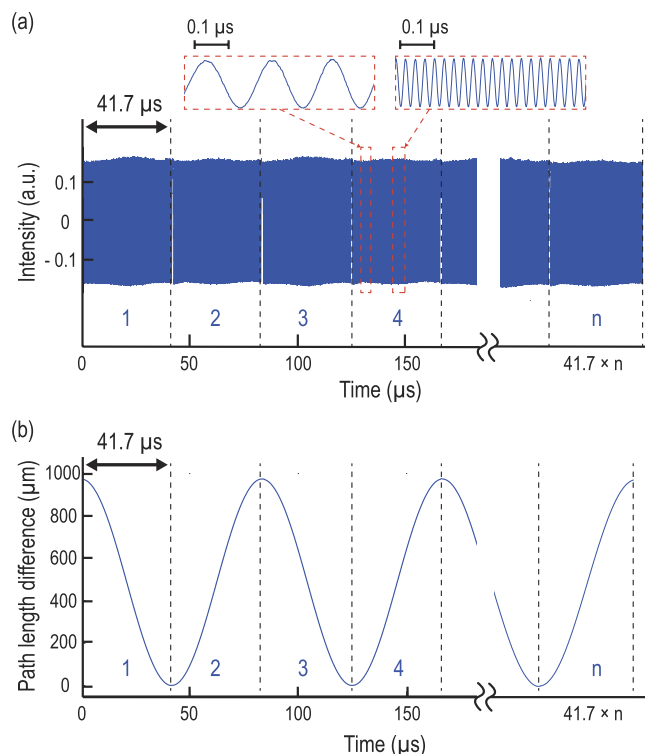 (a)
0.1 µs
0.1 µs
41.7 µs
Intensity (a.u.)
0.1
0
- 0.1
1
2
3
4
n
0
50
100
150
41.7 × n
Time (µs)
(b)
41.7 µs
Path length difference (µm)
1000
800
600
400
200
0
1
2
3
4
n
0
50
100
150
41.7 × n
Time (µs)